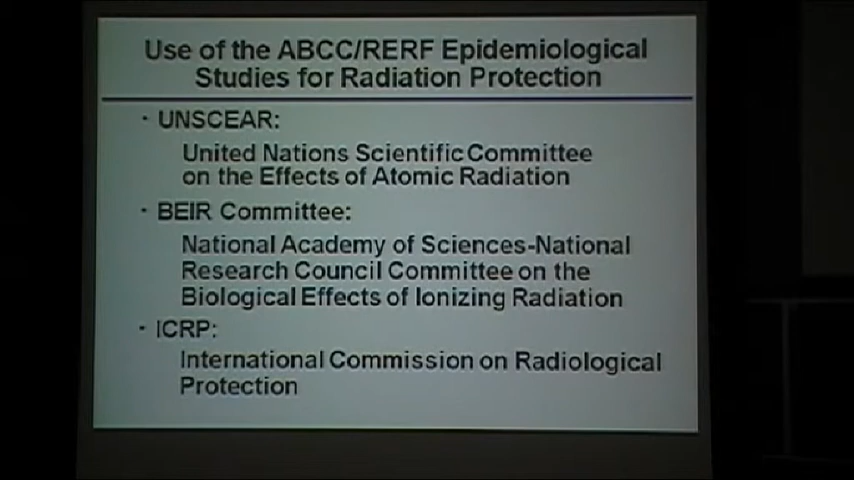 Use of the ABCC/RERF Epidemiological
Studies for Radiation Protection
· UNSCEAR:
United Nations Scientific Committee
on the Effects of Atomic Radiation
· BEIR Committee:
National Academy of Sciences-National
Research Council Committee on the
Biological Effects of Ionizing Radiation
· ICRP:
International Commission on Radiological
Protection